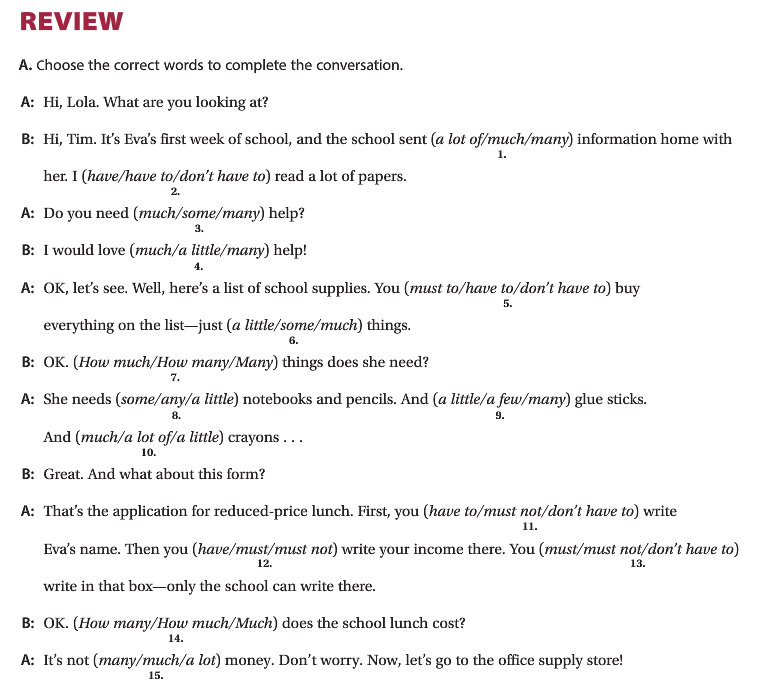 REVIEW
A. Choose the correct words to complete the conversation.
A: Hi, Lola. What are you looking at?
B: Hi, Tim. It's Eva's first week of school, and the school sent (a lot of/much/many) information home with
1.
her. I (have/have to/don't have to) read a lot of papers.
2.
A: Do you need (much/some/many) help?
3.
B: I would love (much/a little/many) help!
4.
A: OK, let's see. Well, here's a list of school supplies. You (must to/have to/don't have to) buy
5.
everything on the list—just (a little/some/much) things.
6.
B: OK. (How much/How many/Many) things does she need?
7.
A: She needs (some/any/a little) notebooks and pencils. And (a little/a few/many) glue sticks.
8. 9.
And (much/a lot of/a little) crayons . . .
10.
B: Great. And what about this form?
A: That's the application for reduced-price lunch. First, you (have to/must not/don't have to) write
11.
Eva's name. Then you (have/must/must not) write your income there. You (must/must not/don't have to)
12. 13.
write in that box—only the school can write there.
B: OK. (How many/How much/Much) does the school lunch cost?
14.
A: It's not (many/much/a lot) money. Don't worry. Now, let's go to the office supply store!
15.